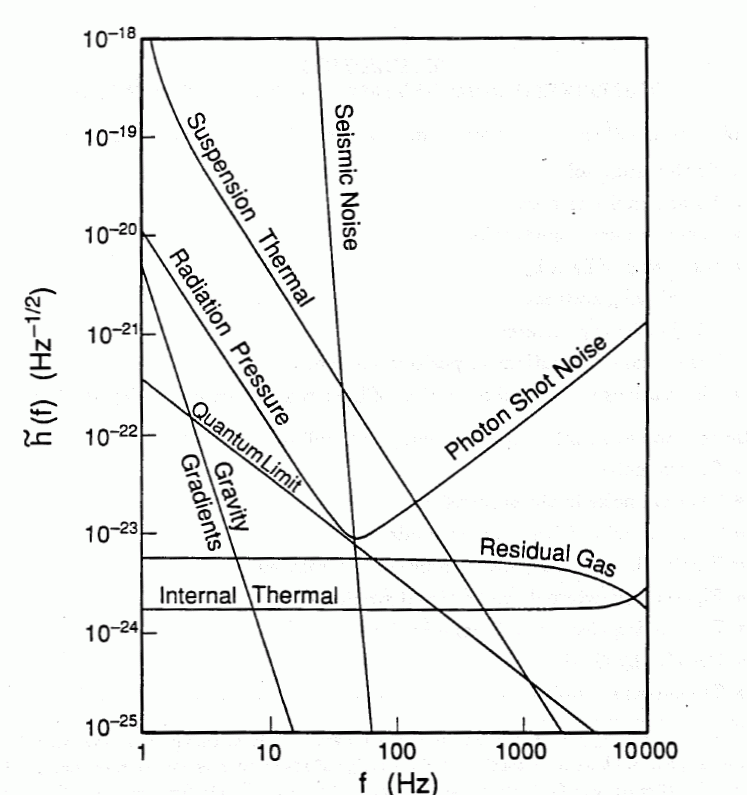 10−18
10−19
10−20
10−21
10−22
10−23
10−24
10−25
h̃(f) (Hz−1/2)
Suspension Thermal
Seismic Noise
Radiation Pressure
Photon Shot Noise
Quantum Limit
Gravity
Gradients
Residual Gas
Internal Thermal
1
10
100
1000
10000
f (Hz)